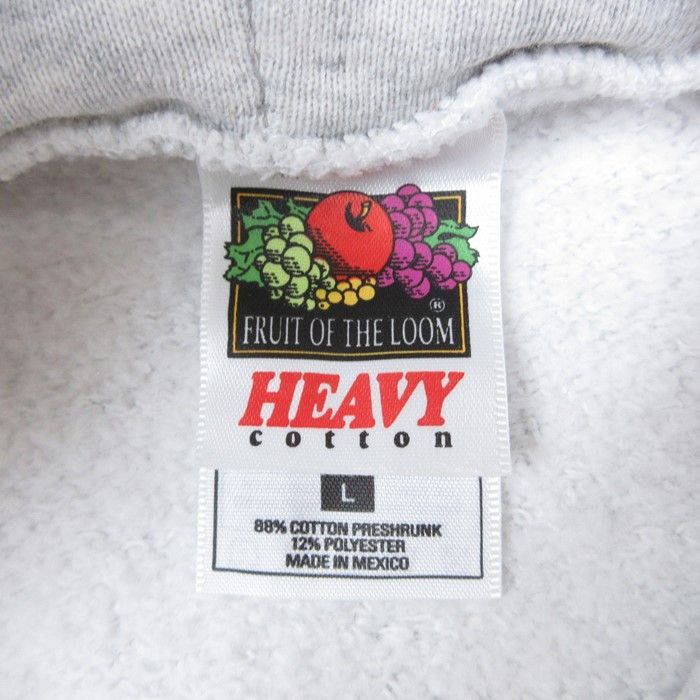 ®
FRUIT OF THE LOOM
HEAVY
cotton
L
88% COTTON PRESHRUNK
12% POLYESTER
MADE IN MEXICO